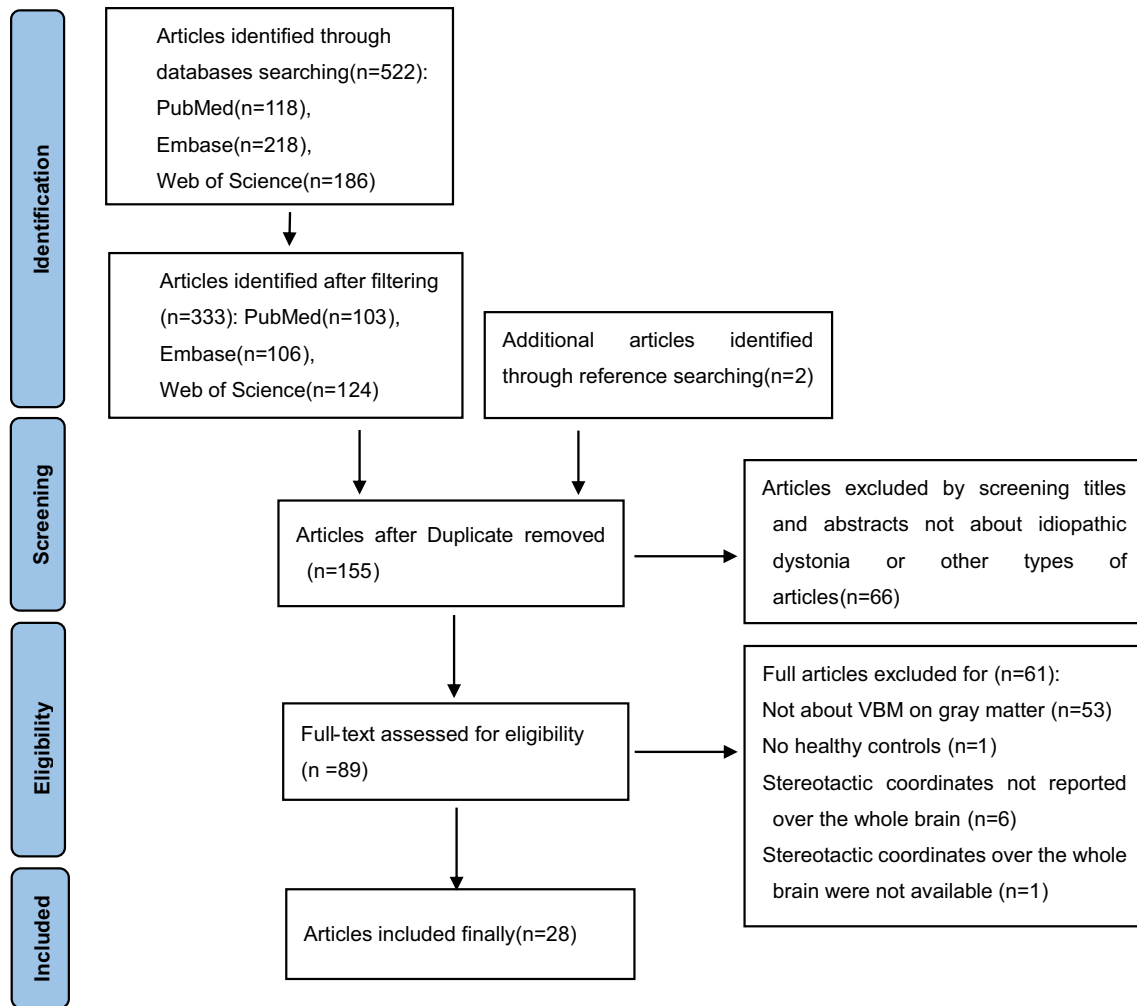 Identification
Articles identified through
databases searching(n=522):
PubMed(n=118),
Embase(n=218),
Web of Science(n=186)
Articles identified after filtering
(n=333): PubMed(n=103),
Embase(n=106),
Web of Science(n=124)
Additional articles identified
through reference searching(n=2)
Screening
Articles after Duplicate removed
(n=155)
Articles excluded by screening titles
and abstracts not about idiopathic
dystonia or other types of
articles(n=66)
Eligibility
Full-text assessed for eligibility
(n =89)
Full articles excluded for (n=61):
Not about VBM on gray matter (n=53)
No healthy controls (n=1)
Stereotactic coordinates not reported
over the whole brain (n=6)
Stereotactic coordinates over the whole
brain were not available (n=1)
Included
Articles included finally(n=28)